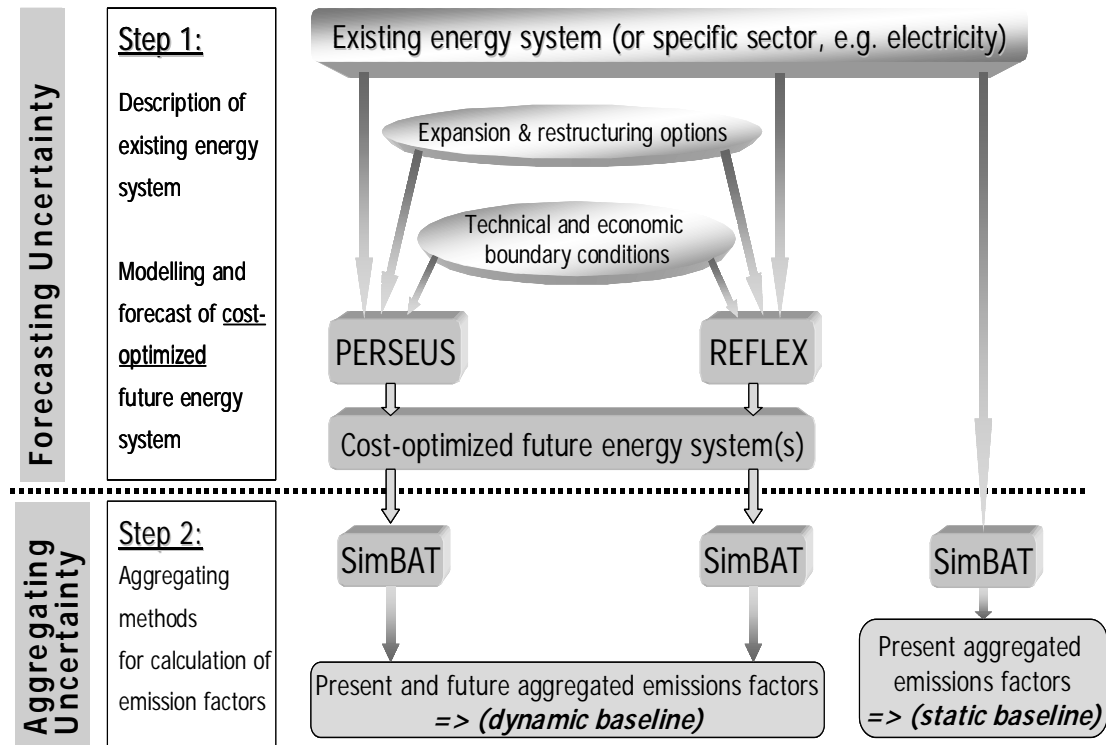 Forecasting Uncertainty
Step 1:
Description of
existing energy
system
Modelling and
forecast of cost-
optimized
future energy
system
Existing energy system (or specific sector, e.g. electricity)
Expansion & restructuring options
Technical and economic
boundary conditions
PERSEUS
REFLEX
Cost-optimized future energy system(s)
Aggregating
Uncertainty
Step 2:
Aggregating
methods
for calculation of
emission factors
SimBAT
SimBAT
SimBAT
Present and future aggregated emissions factors
=> (dynamic baseline)
Present aggregated
emissions factors
=> (static baseline)